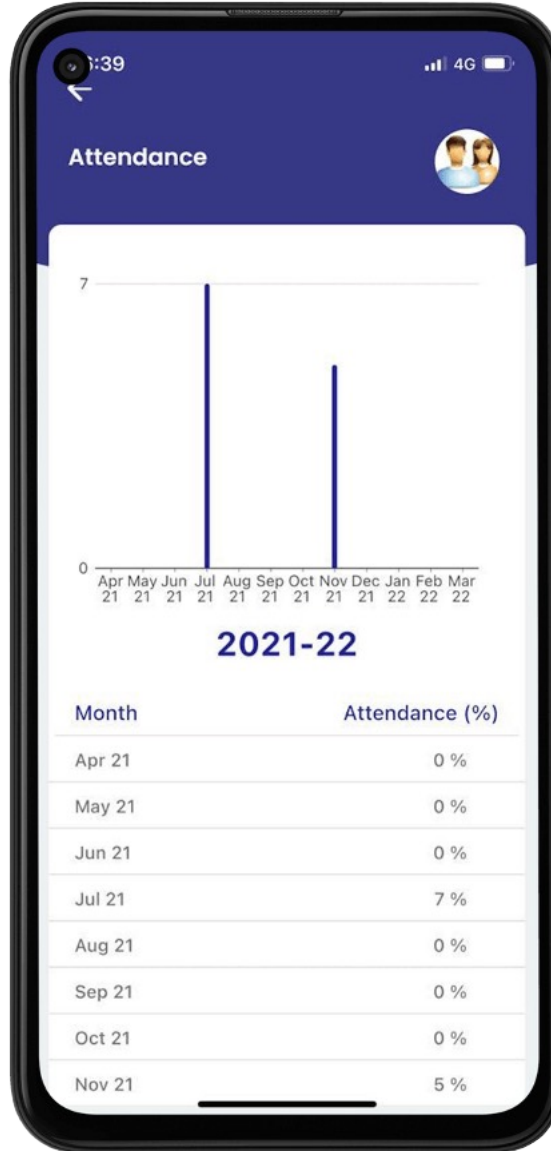 :39 4G
Attendance
7
0
Apr May Jun Jul Aug Sep Oct Nov Dec Jan Feb Mar
21 21 21 21 21 21 21 21 21 22 22 22
2021-22
Month Attendance (%)
Apr 21 0 %
May 21 0 %
Jun 21 0 %
Jul 21 7 %
Aug 21 0 %
Sep 21 0 %
Oct 21 0 %
Nov 21 5 %